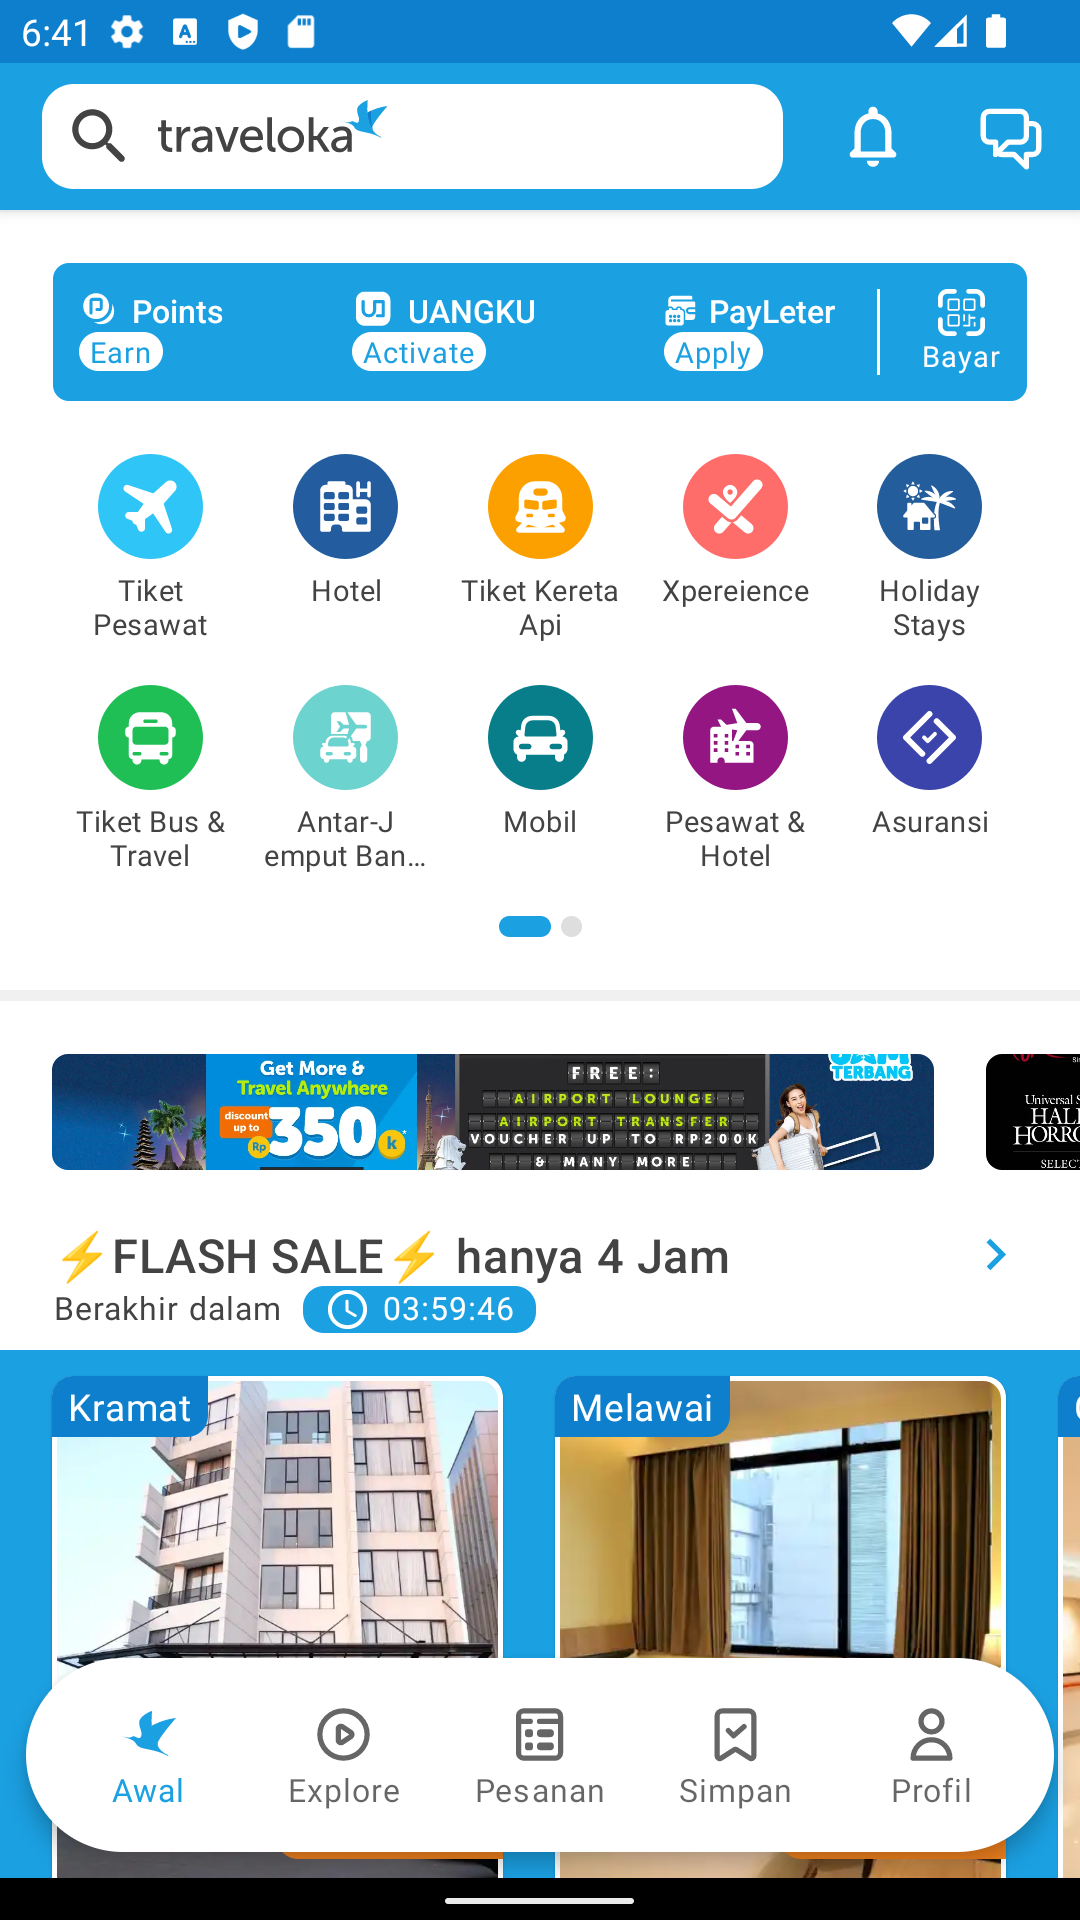 6:41
traveloka
Points
UANGKU
PayLeter
Earn
Activate
Apply
Bayar
Tiket Pesawat
Hotel
Tiket Kereta Api
Xpereience
Holiday Stays
Tiket Bus & Travel
Antar-J emput Ban...
Mobil
Pesawat & Hotel
Asuransi
Get More &
Travel Anywhere
discount up to
Rp 350 k
FREE:
AIRPORT LOUNGE
AIRPORT TRANSFER
VOUCHER UP TO RP200K
& MANY MORE
TERBANG
Universal S
HAL
HORRO
SELECT
⚡FLASH SALE⚡ hanya 4 Jam
Berakhir dalam
03:59:46
Kramat
Melawai
Awal
Explore
Pesanan
Simpan
Profil